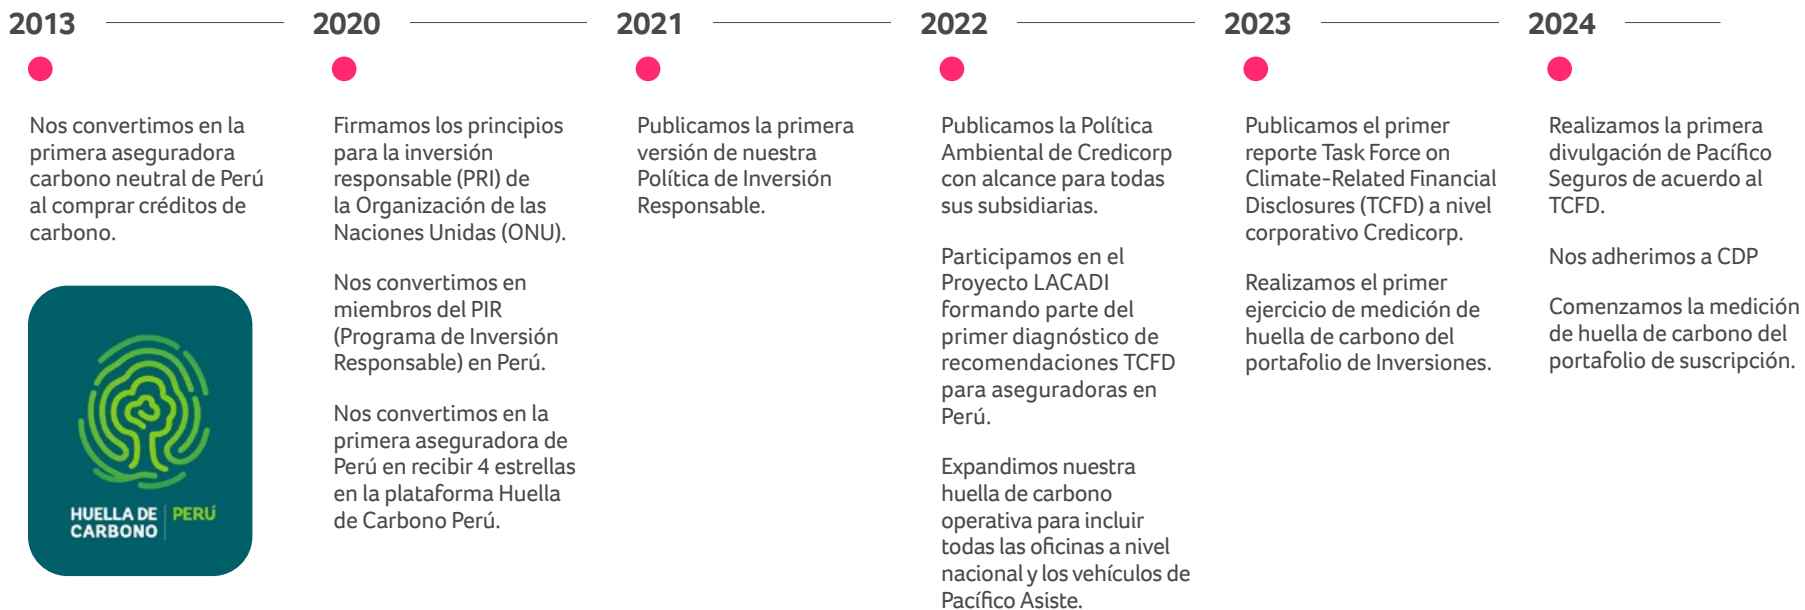 2013
Nos convertimos en la
primera aseguradora
carbono neutral de Perú
al comprar créditos de
carbono.
HUELLA DE
CARBONO
PERÚ
2020
Firmamos los principios
para la inversión
responsable (PRI) de
la Organización de las
Naciones Unidas (ONU).
Nos convertimos en
miembros del PIR
(Programa de Inversión
Responsable) en Perú.
Nos convertimos en la
primera aseguradora de
Perú en recibir 4 estrellas
en la plataforma Huella
de Carbono Perú.
2021
Publicamos la primera
versión de nuestra
Política de Inversión
Responsable.
2022
Publicamos la Política
Ambiental de Credicorp
con alcance para todas
sus subsidiarias.
Participamos en el
Proyecto LACADI
formando parte del
primer diagnóstico de
recomendaciones TCFD
para aseguradoras en
Perú.
Expandimos nuestra
huella de carbono
operativa para incluir
todas las oficinas a nivel
nacional y los vehículos de
Pacífico Asiste.
2023
Publicamos el primer
reporte Task Force on
Climate-Related Financial
Disclosures (TCFD) a nivel
corporativo Credicorp.
Realizamos el primer
ejercicio de medición de
huella de carbono del
portafolio de Inversiones.
2024
Realizamos la primera
divulgación de Pacífico
Seguros de acuerdo al
TCFD.
Nos adherimos a CDP
Comenzamos la medición
de huella de carbono del
portafolio de suscripción.